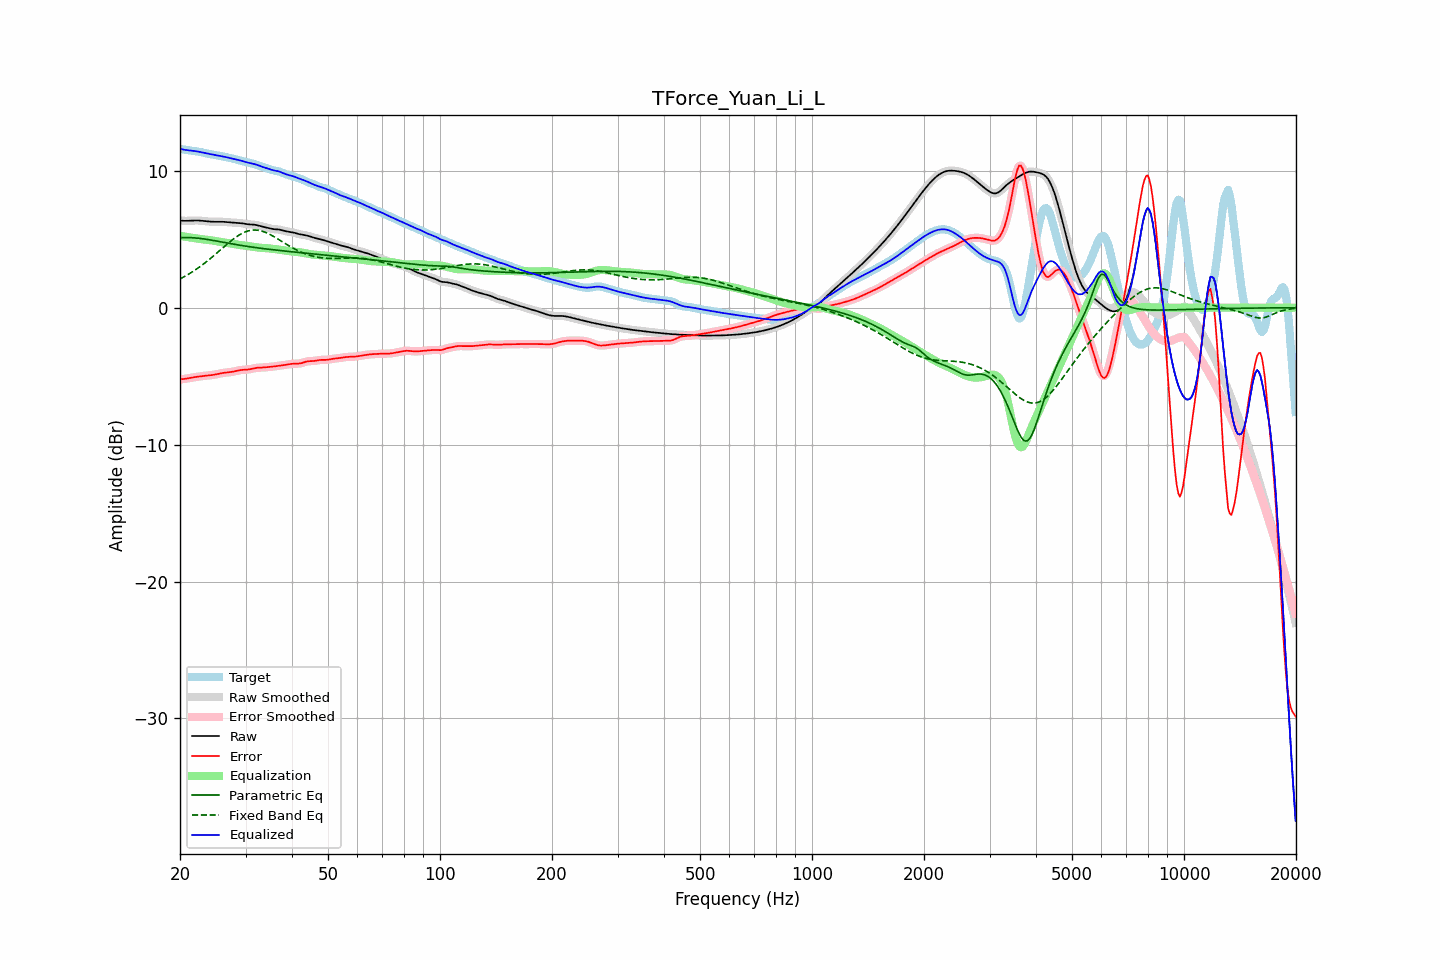 TForce_Yuan_Li_L
10
0
−10
−20
−30
Amplitude (dBr)
20
50
100
200
500
1000
2000
5000
10000
20000
Frequency (Hz)
Target
Raw Smoothed
Error Smoothed
Raw
Error
Equalization
Parametric Eq
Fixed Band Eq
Equalized